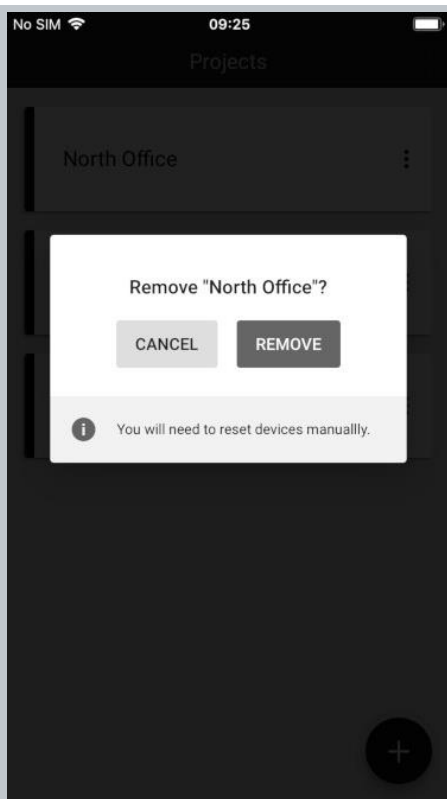 No SIM 09:25
Projects
North Office
Remove "North Office"?
CANCEL REMOVE
You will need to reset devices manuallly.